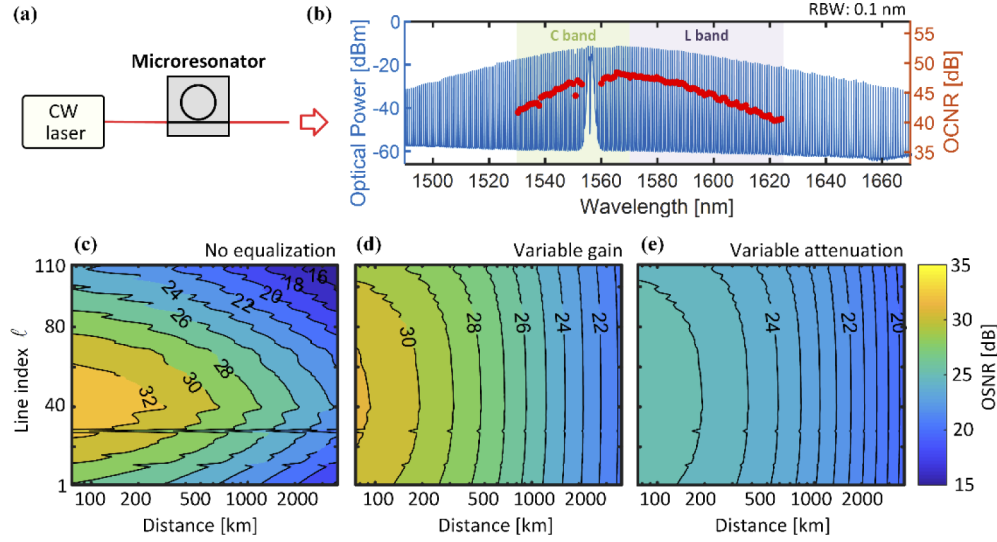 (a)
Microresonator
CW
laser
(b)
RBW: 0.1 nm
C band
L band
Optical Power [dBm]
0
-20
-40
-60
OCNR [dB]
55
50
45
40
35
1500 1520 1540 1560 1580 1600 1620 1640 1660
Wavelength [nm]
(c)
No equalization
Line index ℓ
110
80
40
1
16
18
20
22
24
26
28
30
32
100 200 500 1000 2000
Distance [km]
(d)
Variable gain
30 28 26 24 22
100 200 500 1000 2000
Distance [km]
(e)
Variable attenuation
24 22 20
100 200 500 1000 2000
Distance [km]
35
30
25
20
15
OSNR [dB]